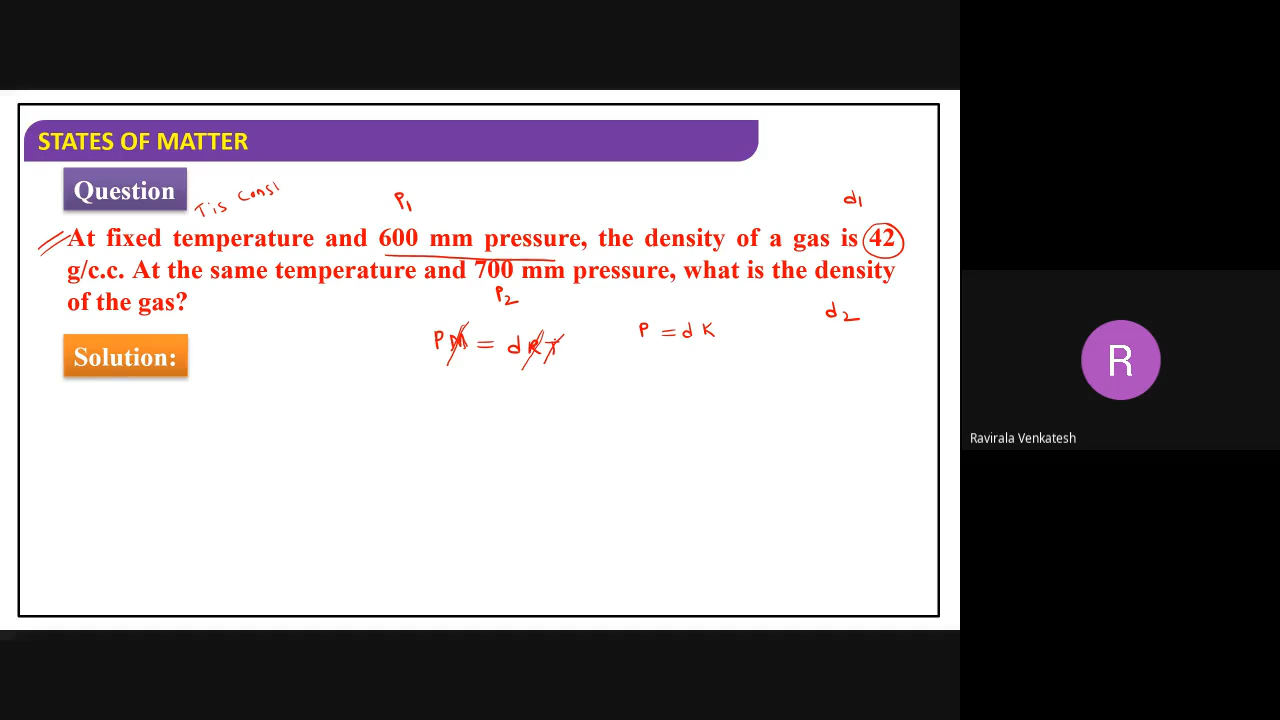 STATES OF MATTER
Question
T is Const
P1
d1
At fixed temperature and 600 mm pressure, the density of a gas is 42
g/c.c. At the same temperature and 700 mm pressure, what is the density
of the gas?
P2
d2
PM = dRT
P = dK
Solution:
R
Ravirala Venkatesh